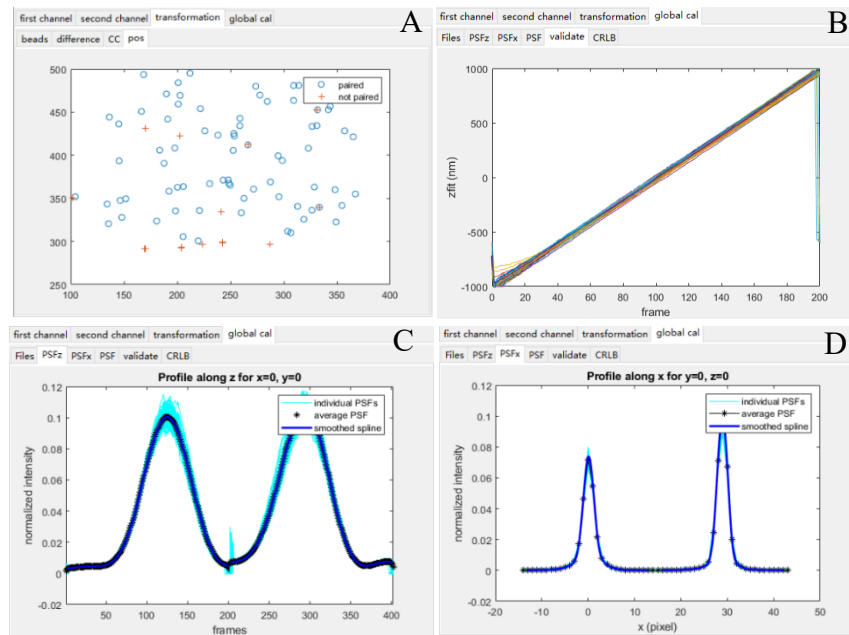 first channel second channel transformation global cal
beads difference CC pos
A
500
450
400
350
300
250
100 150 200 250 300 350 400
paired
not paired
first channel second channel transformation global cal
Files PSFz PSFx PSF validate CRLB
B
1000
500
0
-500
-1000
zfit (nm)
0 20 40 60 80 100 120 140 160 180 200
frame
first channel second channel transformation global cal
Files PSFz PSFx PSF validate CRLB
C
Profile along z for x=0, y=0
0.12
0.1
0.08
0.06
0.04
0.02
0
-0.02
normalized intensity
individual PSFs
average PSF
smoothed spline
50 100 150 200 250 300 350 400
frames
first channel second channel transformation global cal
Files PSFz PSFx PSF validate CRLB
D
Profile along x for y=0, z=0
0.12
0.1
0.08
0.06
0.04
0.02
0
-0.02
normalized intensity
individual PSFs
average PSF
smoothed spline
-20 -10 0 10 20 30 40 50
x (pixel)